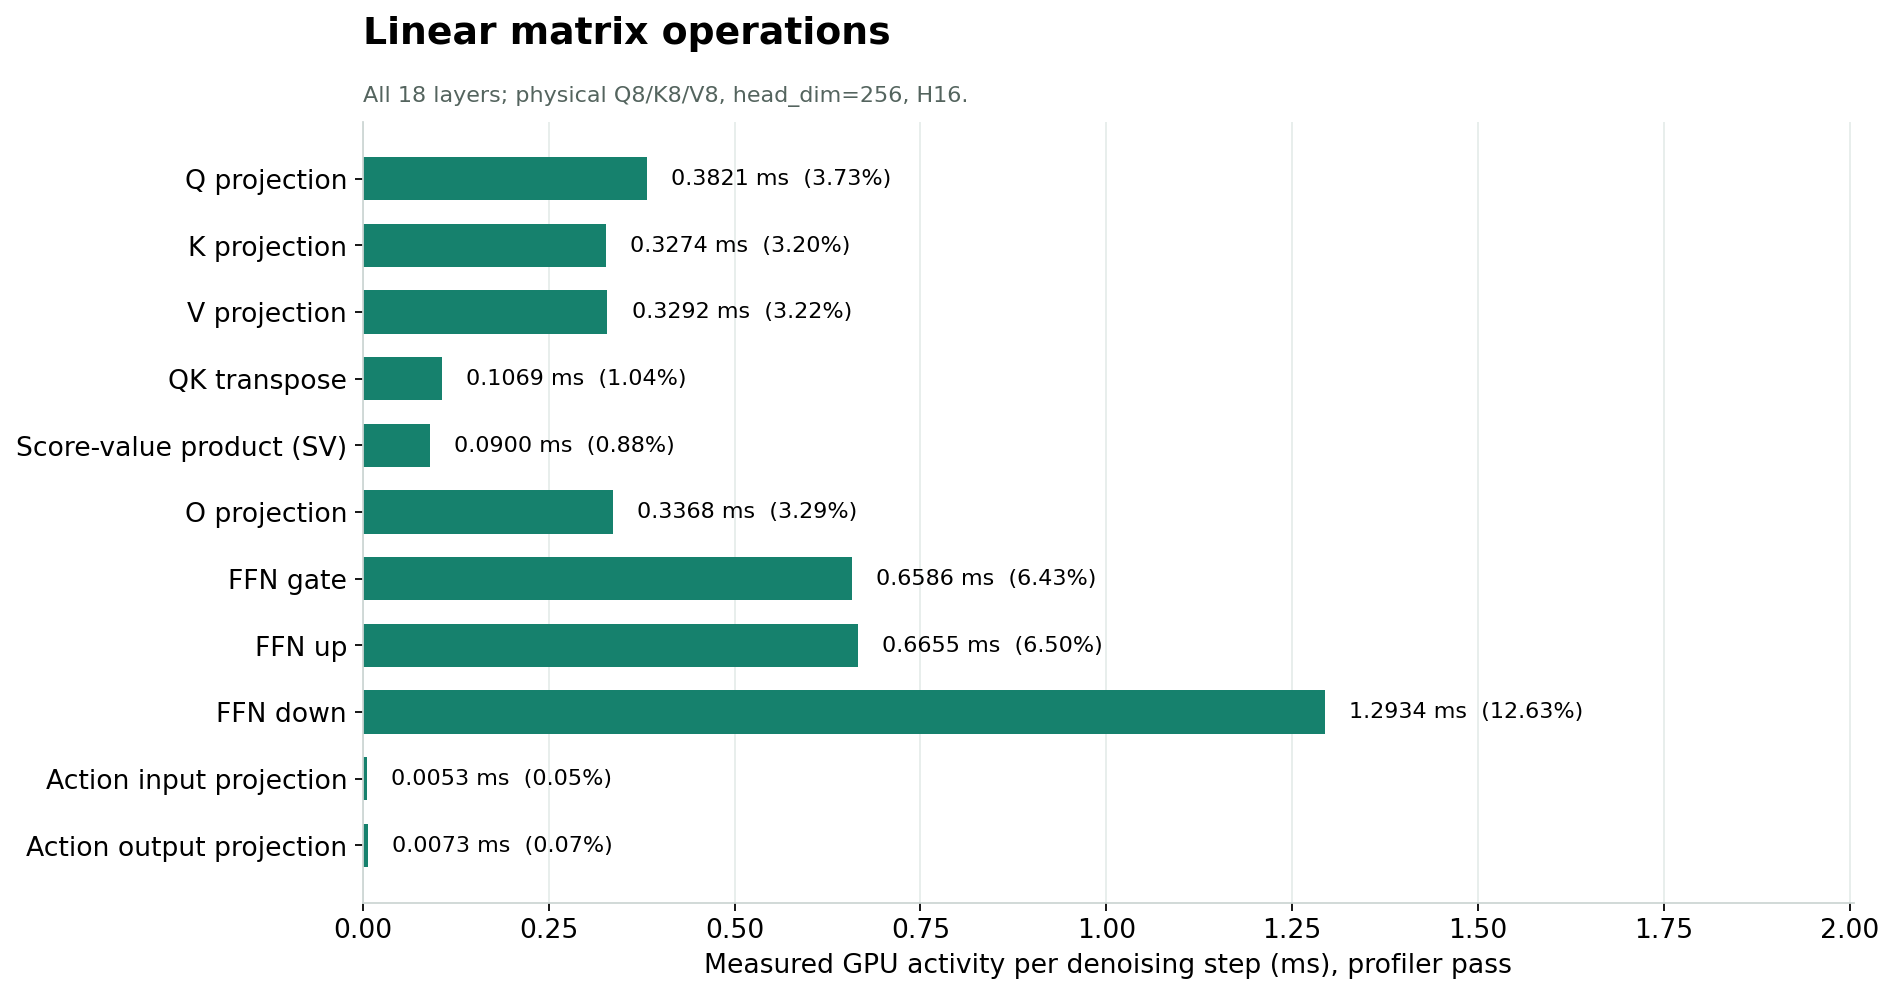 Linear matrix operations
All 18 layers; physical Q8/K8/V8, head_dim=256, H16.
Q projection 0.3821 ms (3.73%)
K projection 0.3274 ms (3.20%)
V projection 0.3292 ms (3.22%)
QK transpose 0.1069 ms (1.04%)
Score-value product (SV) 0.0900 ms (0.88%)
O projection 0.3368 ms (3.29%)
FFN gate 0.6586 ms (6.43%)
FFN up 0.6655 ms (6.50%)
FFN down 1.2934 ms (12.63%)
Action input projection 0.0053 ms (0.05%)
Action output projection 0.0073 ms (0.07%)
0.00 0.25 0.50 0.75 1.00 1.25 1.50 1.75 2.00
Measured GPU activity per denoising step (ms), profiler pass